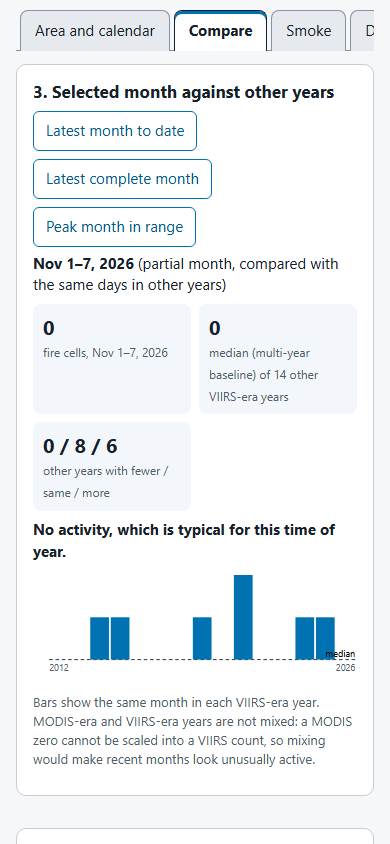 Area and calendar
Compare
Smoke
D
3. Selected month against other years
Latest month to date
Latest complete month
Peak month in range
Nov 1–7, 2026 (partial month, compared with
the same days in other years)
0
fire cells, Nov 1–7, 2026
0
median (multi-year
baseline) of 14 other
VIIRS-era years
0 / 8 / 6
other years with fewer /
same / more
No activity, which is typical for this time of
year.
median
2012
2026
Bars show the same month in each VIIRS-era year.
MODIS-era and VIIRS-era years are not mixed: a MODIS
zero cannot be scaled into a VIIRS count, so mixing
would make recent months look unusually active.